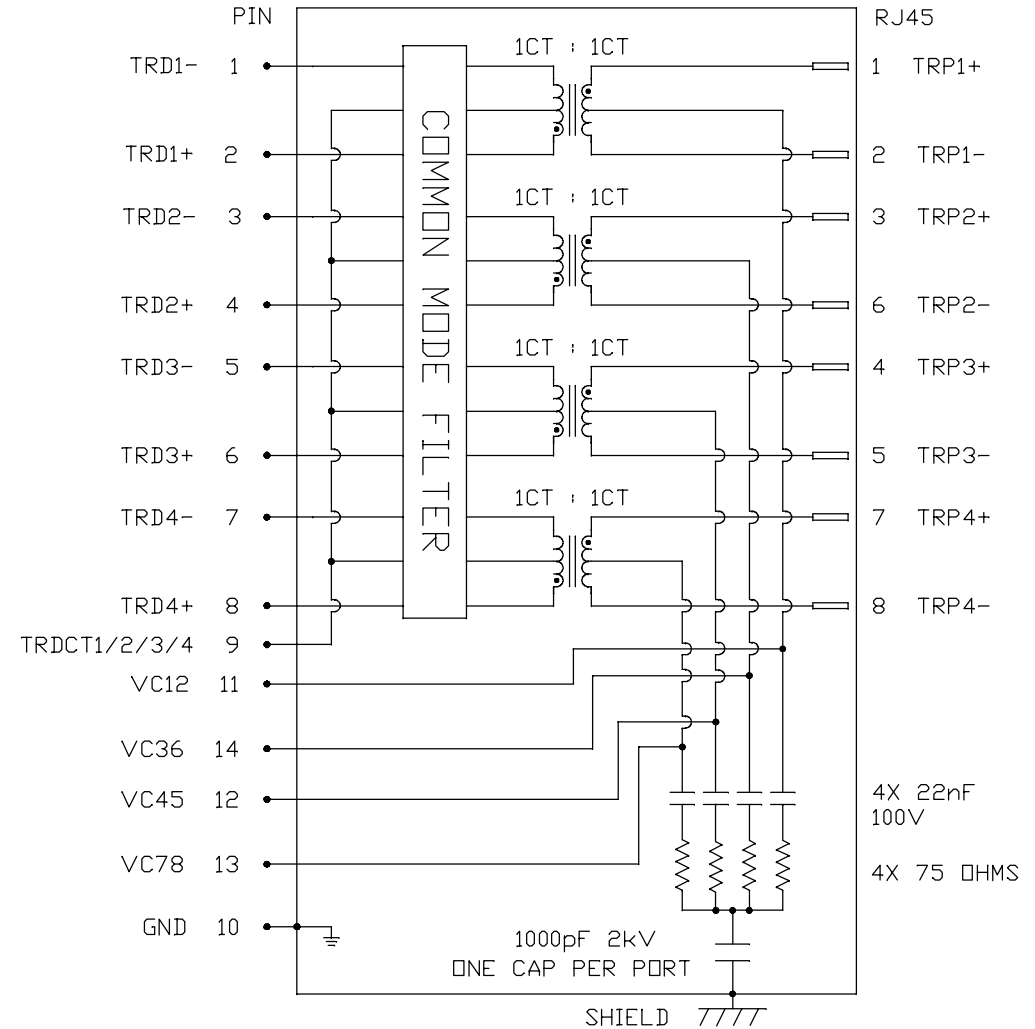 PIN RJ45
1CT : 1CT
TRD1- 1 1 TRP1+
TRD1+ 2 2 TRP1-
1CT : 1CT
TRD2- 3 3 TRP2+
TRD2+ 4 6 TRP2-
1CT : 1CT
TRD3- 5 4 TRP3+
TRD3+ 6 5 TRP3-
1CT : 1CT
TRD4- 7 7 TRP4+
TRD4+ 8 8 TRP4-
COMMON MODE FILTER
TRDCT1/2/3/4 9
VC12 11
VC36 14
VC45 12
4X 22nF
100V
VC78 13
4X 75 OHMS
GND 10
1000pF 2kV
ONE CAP PER PORT
SHIELD